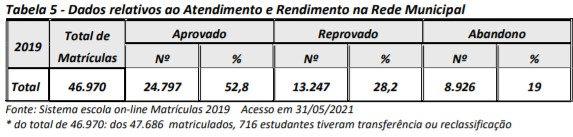 Tabela 5 - Dados relativos ao Atendimento e Rendimento na Rede Municipal
2019 Total de Matrículas Aprovado Reprovado Abandono
Nº % Nº % Nº %
Total 46.970 24.797 52,8 13.247 28,2 8.926 19
Fonte: Sistema escola on-line Matrículas 2019 Acesso em 31/05/2021
* do total de 46.970: dos 47.686 matriculados, 716 estudantes tiveram transferência ou reclassificação